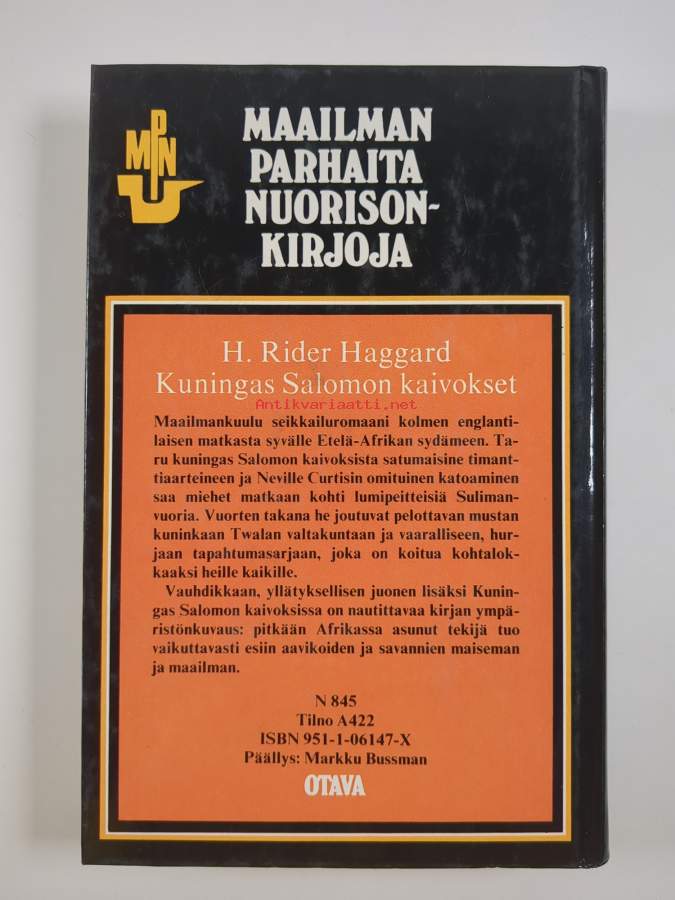 MPNU
MAAILMAN
PARHAITA
NUORISON-
KIRJOJA
H. Rider Haggard
Kuningas Salomon kaivokset
Antikvariaatti.net
Maailmankuulu seikkailuromaani kolmen englanti-
laisen matkasta syvälle Etelä-Afrikan sydämeen. Ta-
ru kuningas Salomon kaivoksista satumaisine timant-
tiaarteineen ja Neville Curtisin omituinen katoaminen
saa miehet matkaan kohti lumipeitteisiä Suliman-
vuoria. Vuorten takana he joutuvat pelottavan mustan
kuninkaan Twalan valtakuntaan ja vaaralliseen, hur-
jaan tapahtumasarjaan, joka on koitua kohtalok-
kaaksi heille kaikille.
Vauhdikkaan, yllätyksellisen juonen lisäksi Kunin-
gas Salomon kaivoksissa on nautittavaa kirjan ympä-
ristönkuvaus: pitkään Afrikassa asunut tekijä tuo
vaikuttavasti esiin aavikoiden ja savannien maiseman
ja maailman.
N 845
Tilno A422
ISBN 951-1-06147-X
Päällys: Markku Bussman
OTAVA